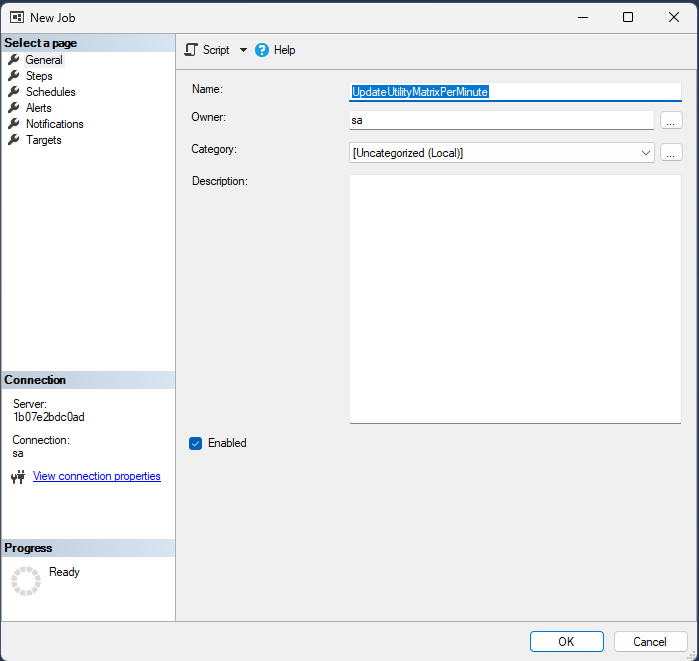 New Job
Select a page
General
Steps
Schedules
Alerts
Notifications
Targets
Script
Help
Name:
UpdateUtilityMatrixPerMinute
Owner:
sa
...
Category:
[Uncategorized (Local)]
...
Description:
Enabled
Connection
Server:
1b07e2bdc0ad
Connection:
sa
View connection properties
Progress
Ready
OK
Cancel